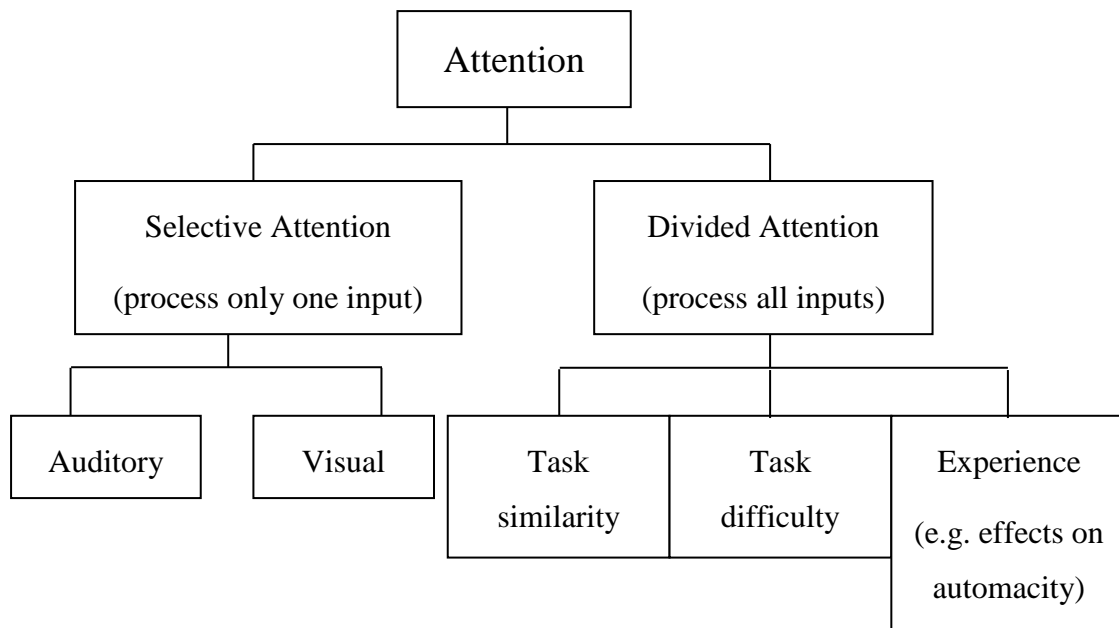 Attention
Selective Attention
(process only one input)
Divided Attention
(process all inputs)
Auditory
Visual
Task
similarity
Task
difficulty
Experience
(e.g. effects on
automacity)